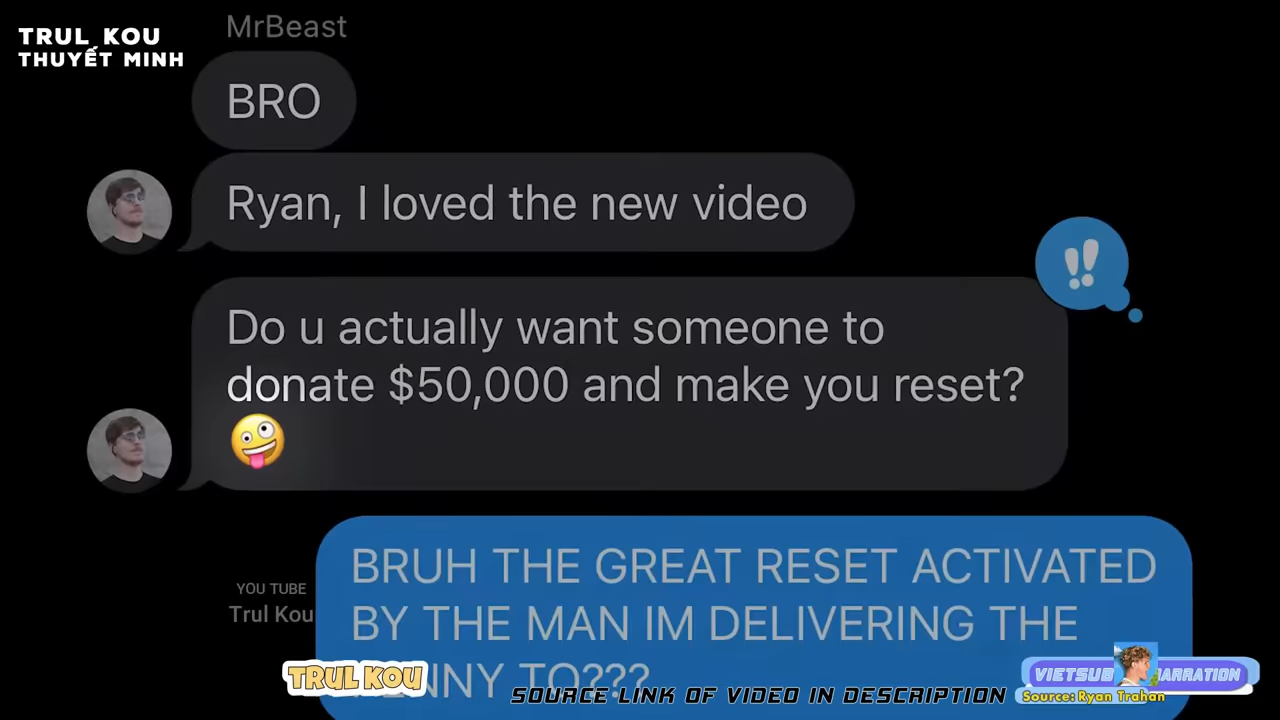 TRUL KOU
THUYẾT MINH
MrBeast
BRO
Ryan, I loved the new video
Do u actually want someone to
donate $50,000 and make you reset?
BRUH THE GREAT RESET ACTIVATED
BY THE MAN IM DELIVERING THE
TO???
YOU TUBE
Trul Kou
TRUL KOU
SOURCE LINK OF VIDEO IN DESCRIPTION
VIETSUB
Source: Ryan Trahan